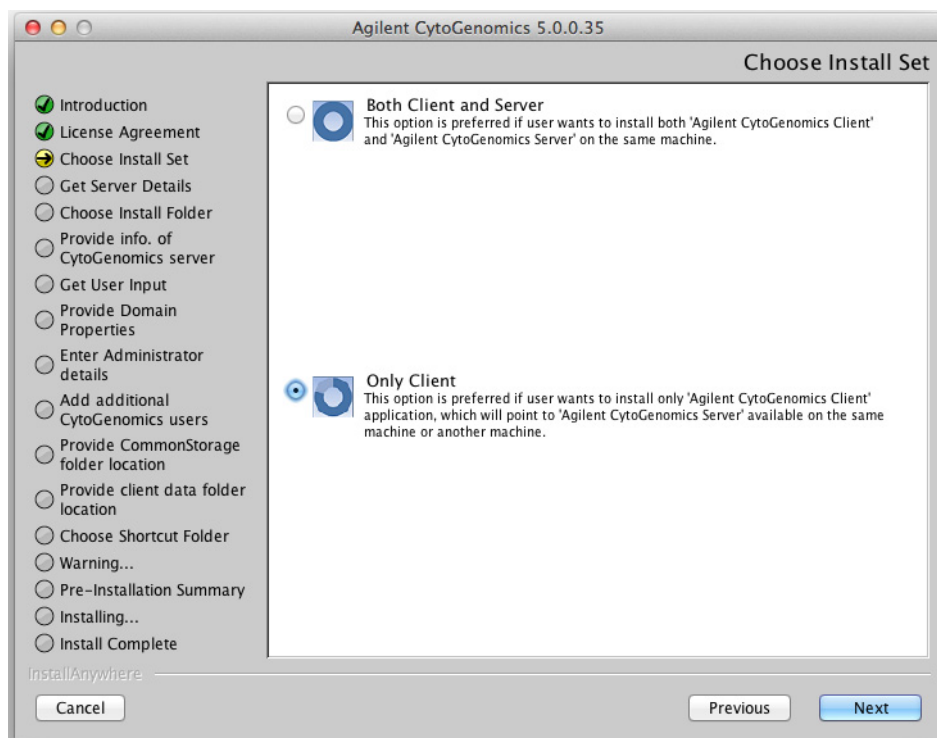 Agilent CytoGenomics 5.0.0.35
Choose Install Set
Introduction
License Agreement
Choose Install Set
Get Server Details
Choose Install Folder
Provide info. of
CytoGenomics server
Get User Input
Provide Domain
Properties
Enter Administrator
details
Add additional
CytoGenomics users
Provide CommonStorage
folder location
Provide client data folder
location
Choose Shortcut Folder
Warning...
Pre-Installation Summary
Installing...
Install Complete
Both Client and Server
This option is preferred if user wants to install both 'Agilent CytoGenomics Client'
and 'Agilent CytoGenomics Server' on the same machine.
Only Client
This option is preferred if user wants to install only 'Agilent CytoGenomics Client'
application, which will point to 'Agilent CytoGenomics Server' available on the same
machine or another machine.
InstallAnywhere
Cancel
Previous
Next